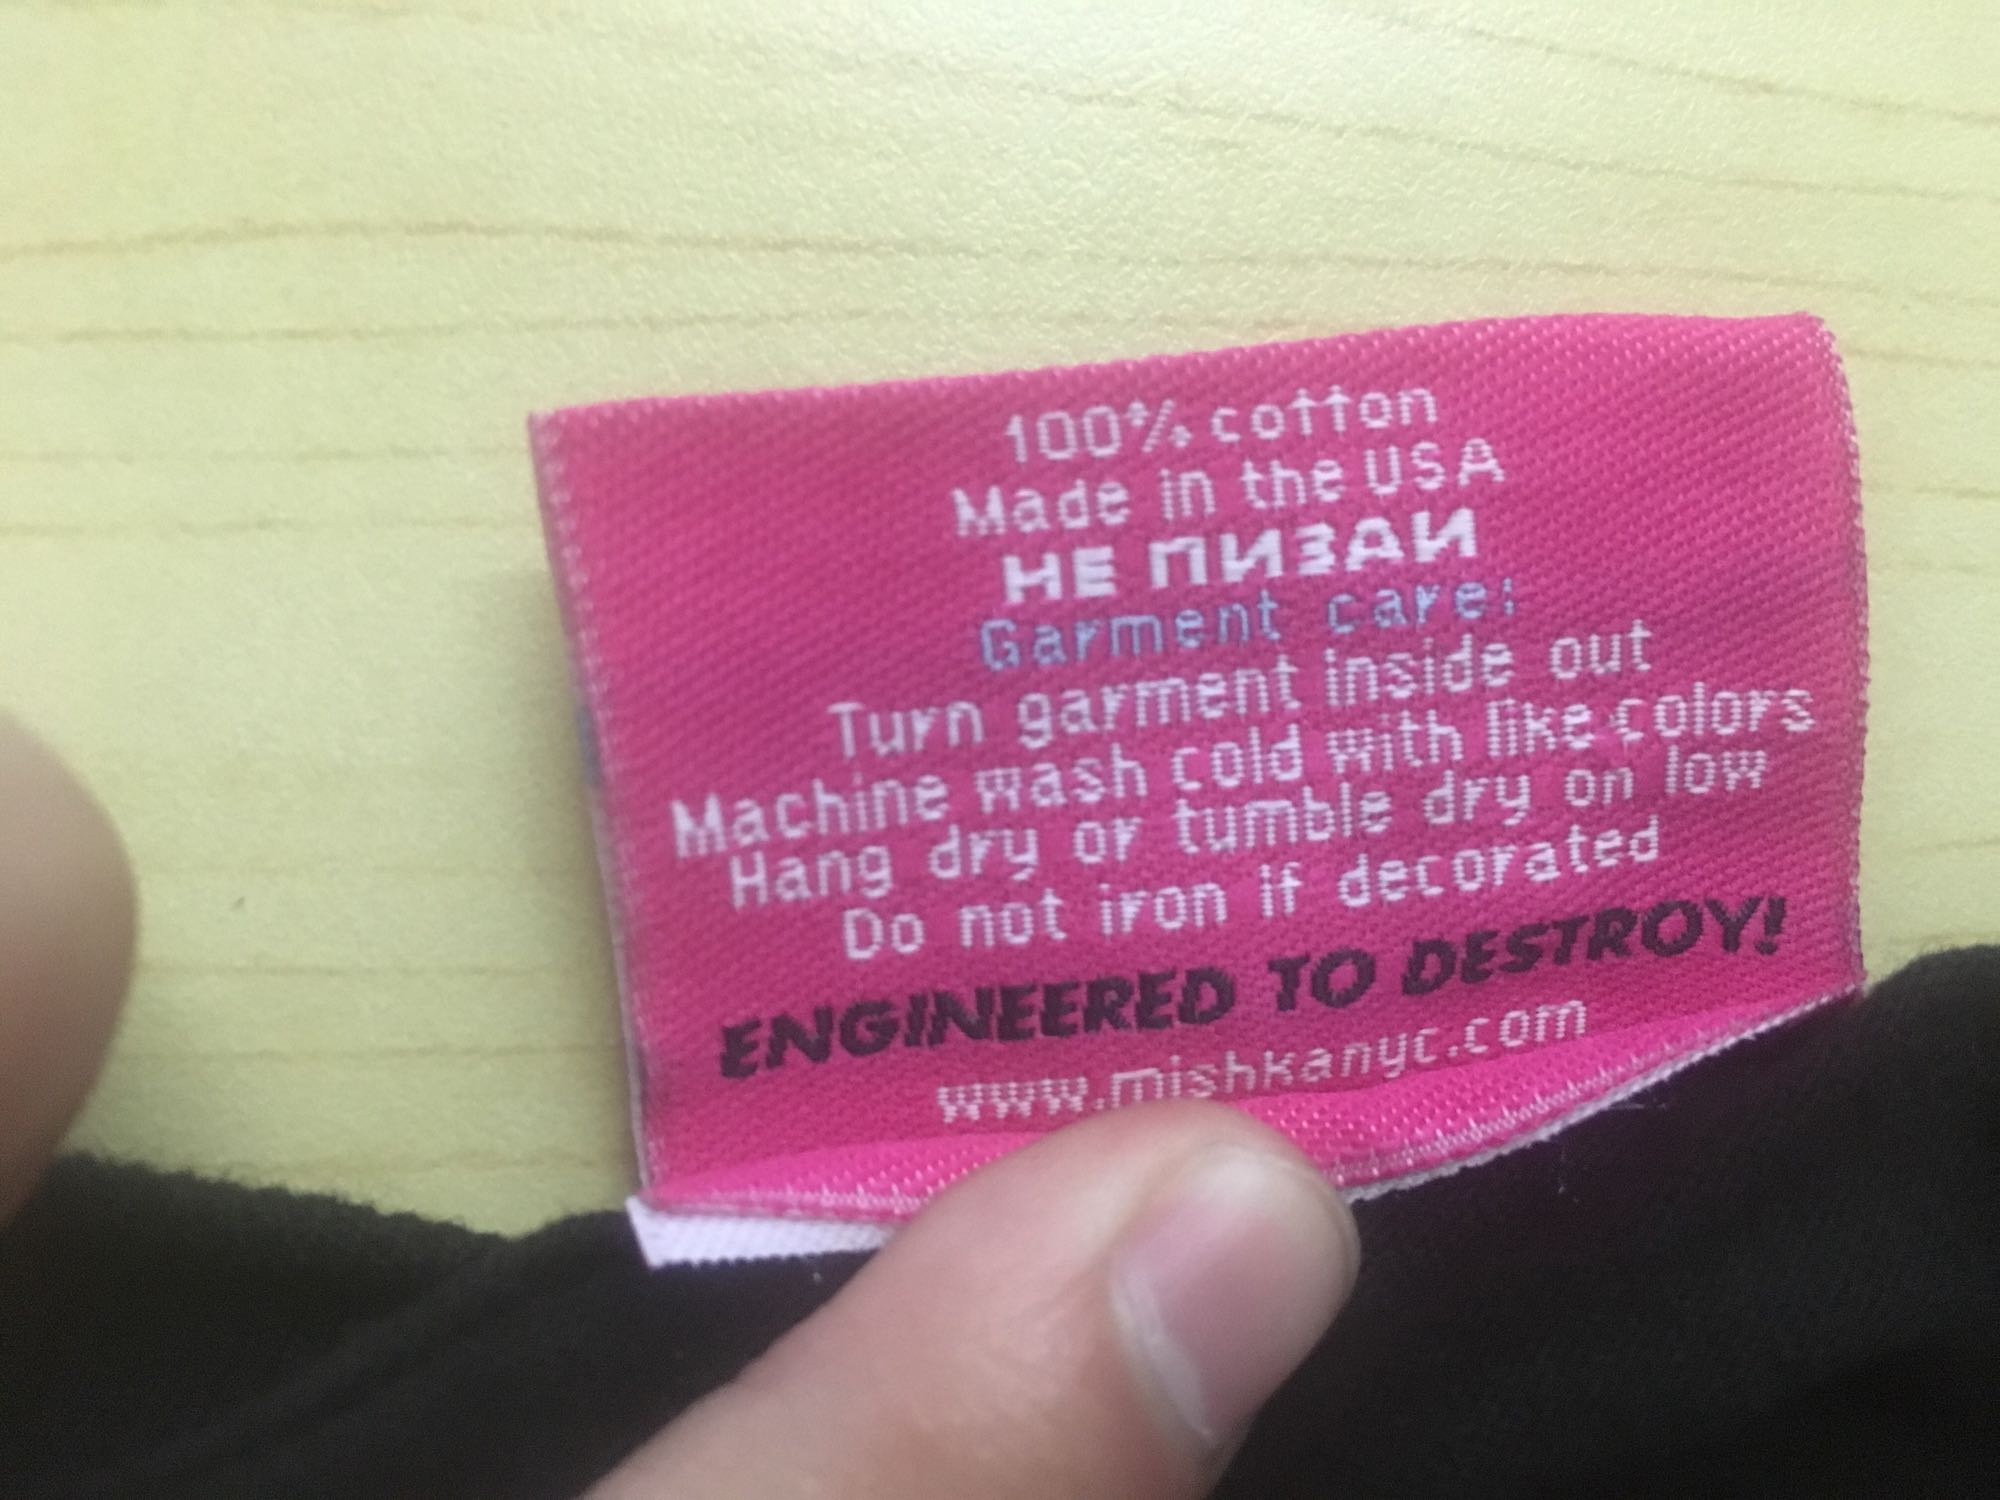 100% cotton
Made in the USA
НЕ ПИЗАИ
Garment care:
Turn garment inside out
Machine wash cold with like colors
Hang dry or tumble dry on low
Do not iron if decorated
ENGINEERED TO DESTROY!
www.mishkanyc.com